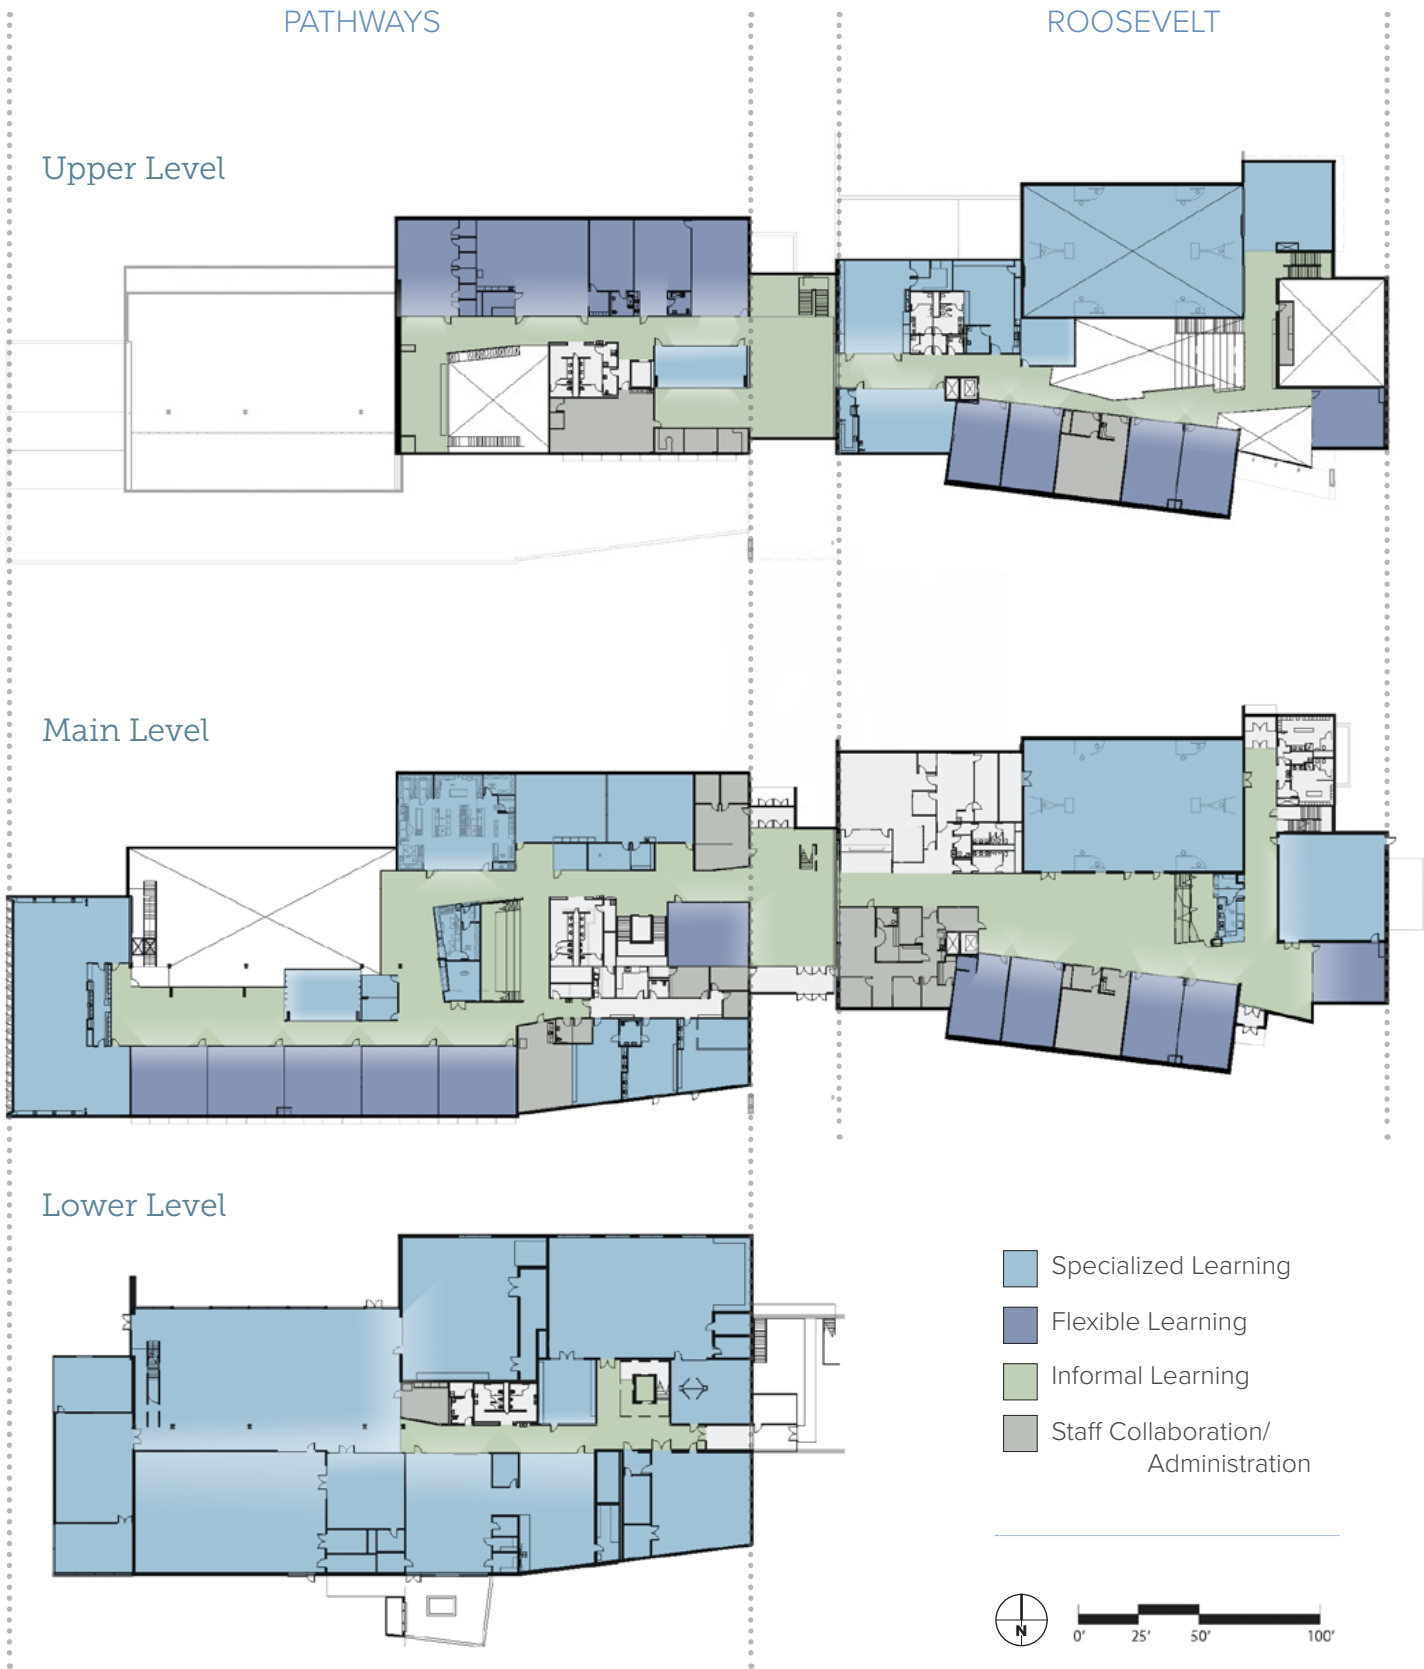 PATHWAYS
ROOSEVELT
Upper Level
Main Level
Lower Level
Specialized Learning
Flexible Learning
Informal Learning
Staff Collaboration/
Administration
N
0' 25' 50' 100'